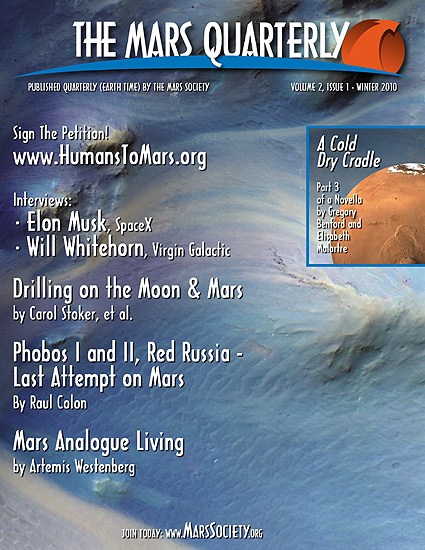 THE MARS QUARTERLY
PUBLISHED QUARTERLY (EARTH TIME) BY THE MARS SOCIETY
VOLUME 2, ISSUE 1 - WINTER 2010
Sign The Petition!
www.HumansToMars.org
Interviews:
· Elon Musk, SpaceX
· Will Whitehorn, Virgin Galactic
Drilling on the Moon & Mars
by Carol Stoker, et al.
Phobos I and II, Red Russia -
Last Attempt on Mars
By Raul Colon
Mars Analogue Living
by Artemis Westenberg
A Cold
Dry Cradle
Part 3
of a Novella
by Gregory
Benford and
Elisabeth
Malartre
JOIN TODAY: www.MarsSociety.org